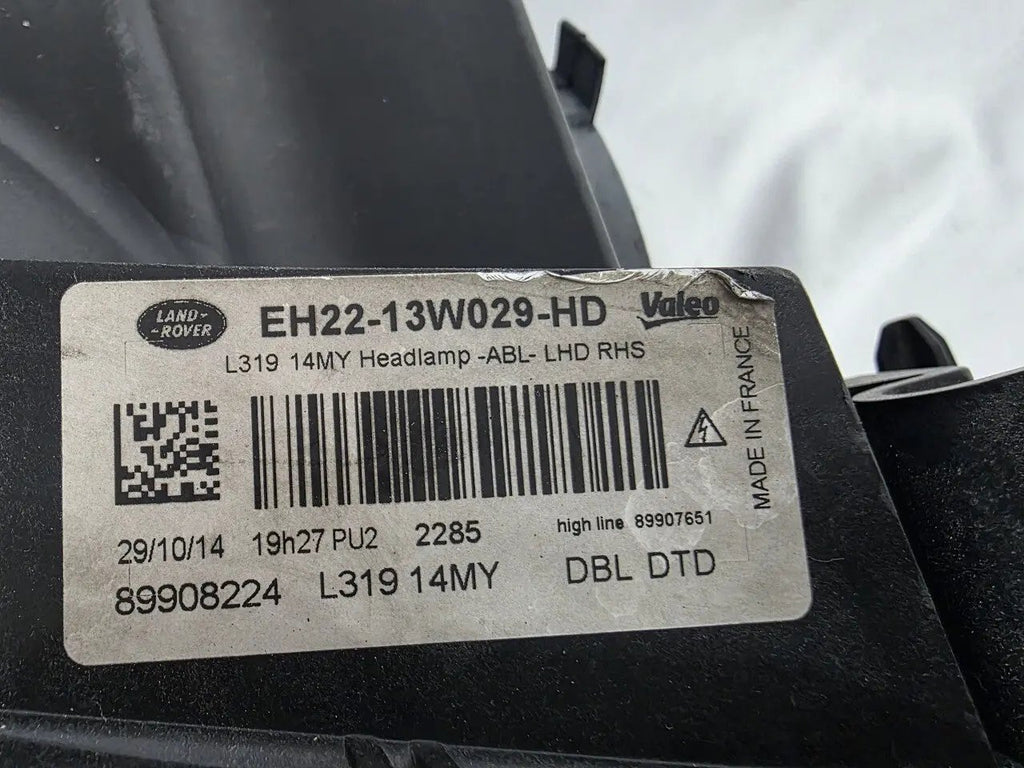 LAND-
-ROVER
EH22-13W029-HD
Valeo
L319 14MY Headlamp -ABL- LHD RHS
MADE IN FRANCE
29/10/14 19h27 PU2 2285
high line 89907651
89908224 L319 14MY DBL DTD